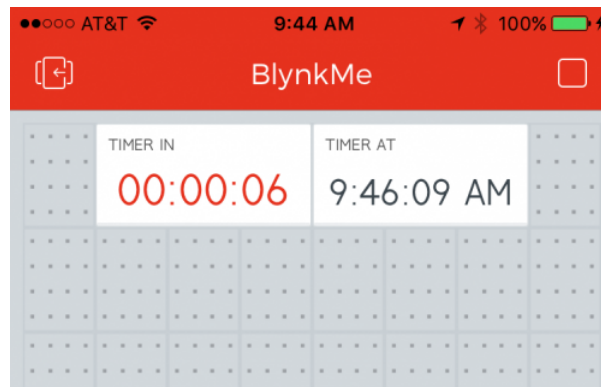 AT&T 9:44 AM 100%
BlynkMe
TIMER IN TIMER AT
00:00:06 9:46:09 AM